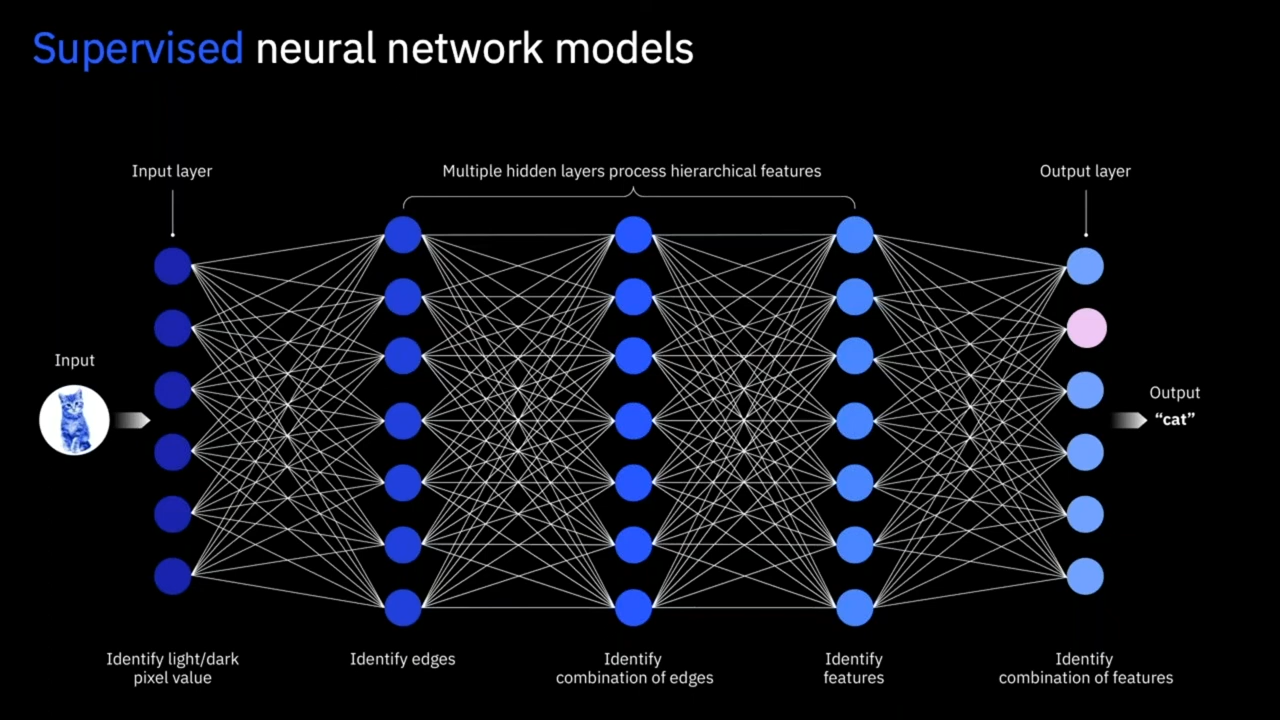 Supervised neural network models
Input layer
Multiple hidden layers process hierarchical features
Output layer
Input
Output
“cat”
Identify light/dark
pixel value
Identify edges
Identify
combination of edges
Identify
features
Identify
combination of features